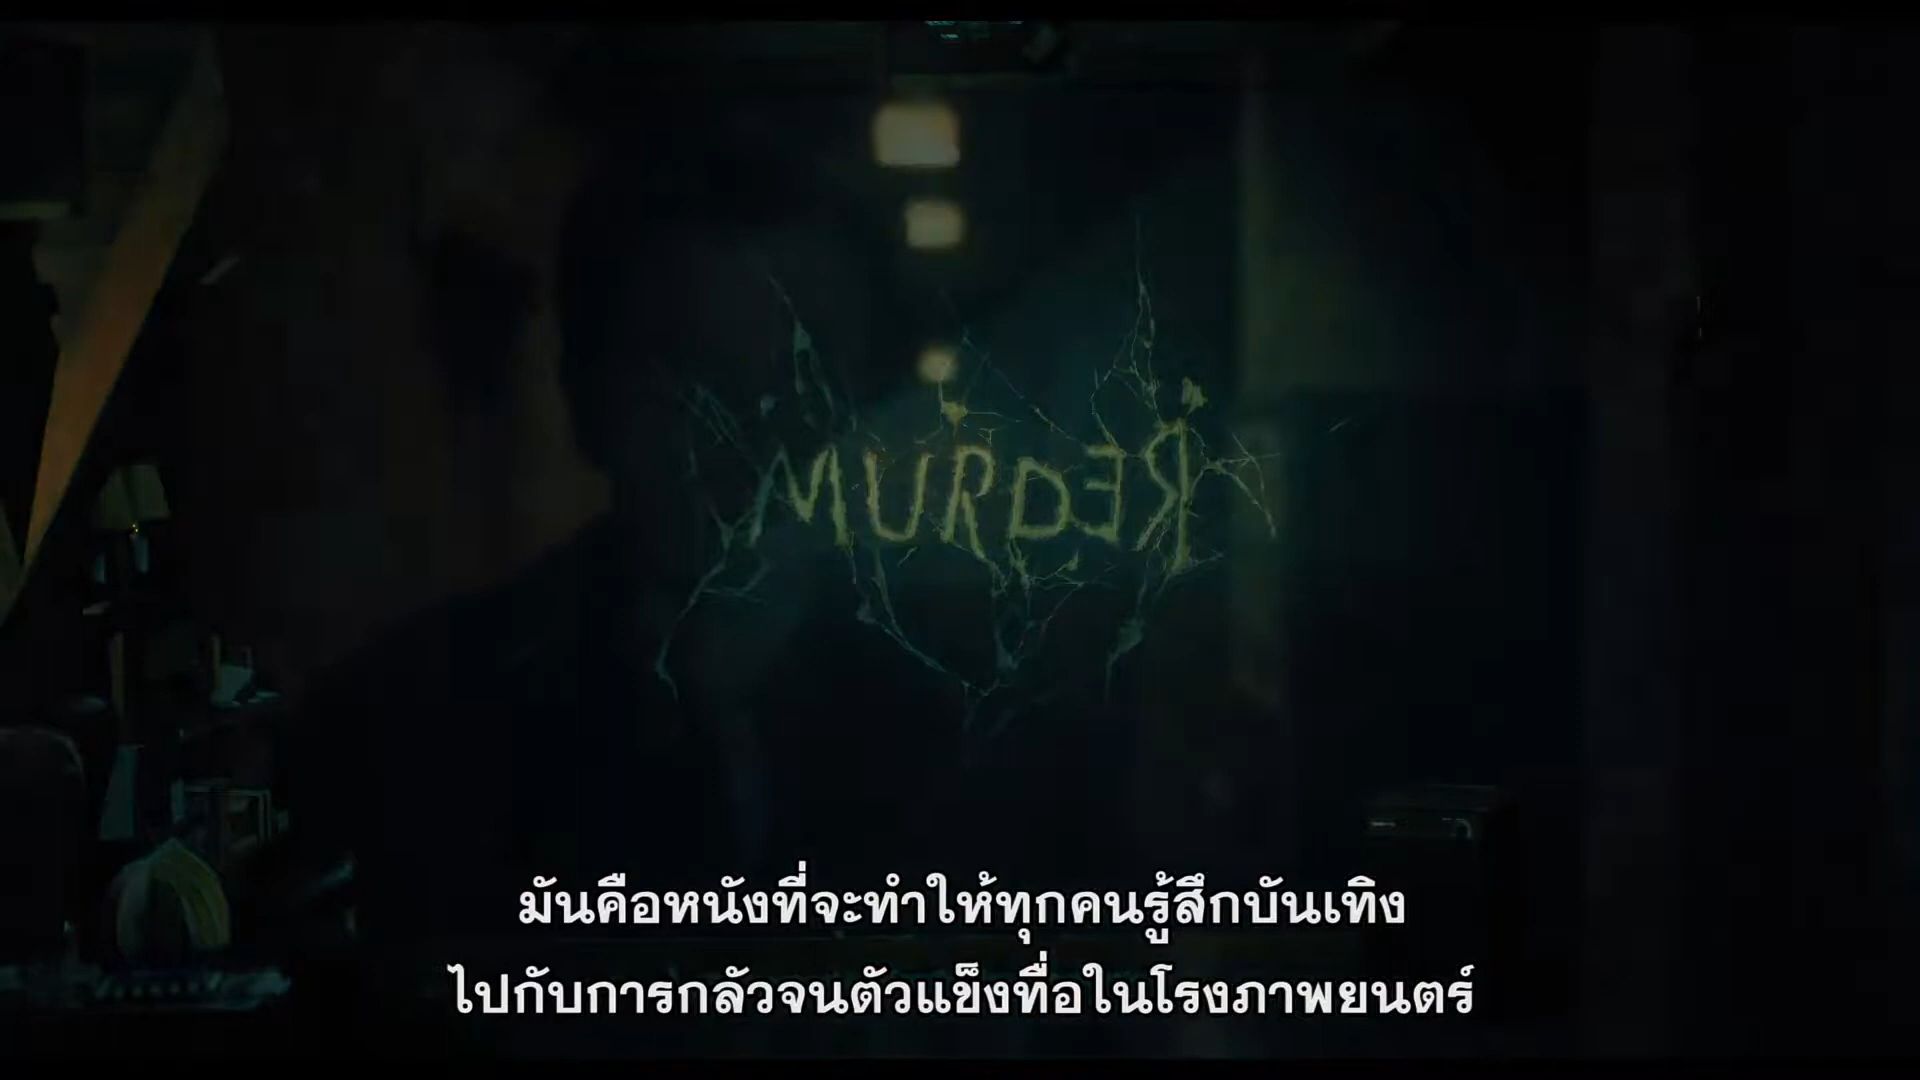 MURDER
มันคือหนังที่จะทำให้ทุกคนรู้สึกบันเทิง
ไปกับการกลัวจนตัวแข็งทื่อในโรงภาพยนตร์